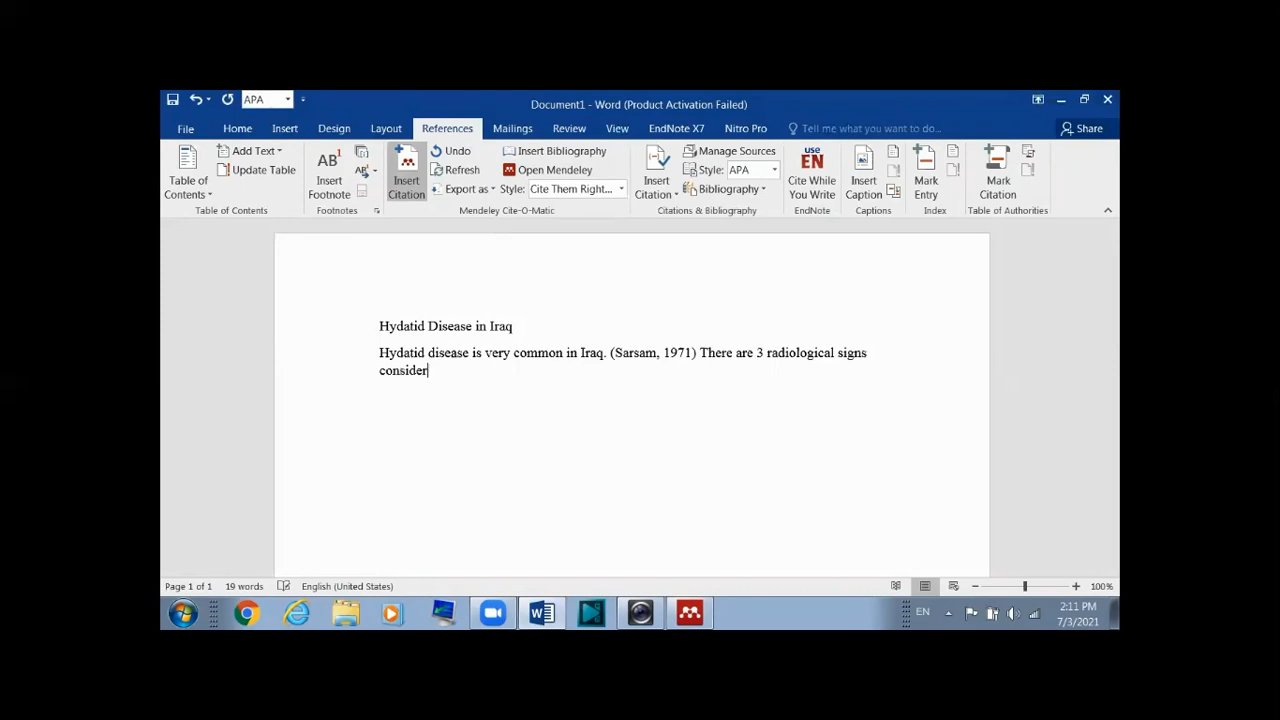 APA
Document1 - Word (Product Activation Failed)
File Home Insert Design Layout References Mailings Review View EndNote X7 Nitro Pro Tell me what you want to do... Share
Table of Contents
Add Text
Update Table
Table of Contents
AB1
Insert Footnote
AB
Footnotes
Insert Citation
Undo
Refresh
Export as
Insert Bibliography
Open Mendeley
Style: Cite Them Right...
Mendeley Cite-O-Matic
Insert Citation
Manage Sources
Style: APA
Bibliography
Citations & Bibliography
use
EN
Cite While You Write
EndNote
Insert Caption
Captions
Mark Entry
Index
Mark Citation
Table of Authorities
Hydatid Disease in Iraq
Hydatid disease is very common in Iraq. (Sarsam, 1971) There are 3 radiological signs
consider
Page 1 of 1 19 words English (United States) 100%
EN
2:11 PM
7/3/2021